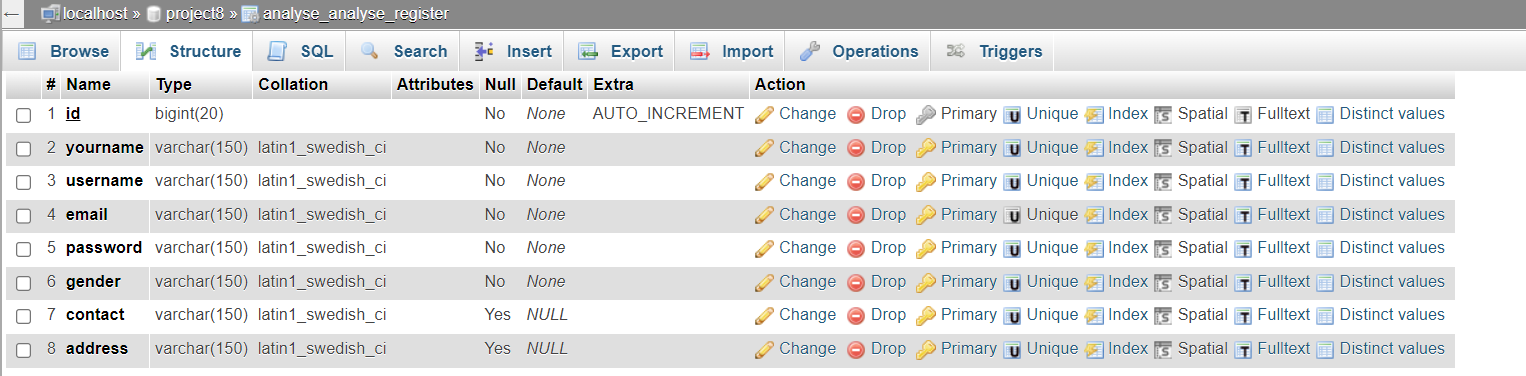 ← localhost » project8 » analyse_analyse_register
Browse Structure SQL Search Insert Export Import Operations Triggers
# Name Type Collation Attributes Null Default Extra Action
1 id bigint(20) No None AUTO_INCREMENT Change Drop Primary Unique Index Spatial Fulltext Distinct values
2 yourname varchar(150) latin1_swedish_ci No None Change Drop Primary Unique Index Spatial Fulltext Distinct values
3 username varchar(150) latin1_swedish_ci No None Change Drop Primary Unique Index Spatial Fulltext Distinct values
4 email varchar(150) latin1_swedish_ci No None Change Drop Primary Unique Index Spatial Fulltext Distinct values
5 password varchar(150) latin1_swedish_ci No None Change Drop Primary Unique Index Spatial Fulltext Distinct values
6 gender varchar(150) latin1_swedish_ci No None Change Drop Primary Unique Index Spatial Fulltext Distinct values
7 contact varchar(150) latin1_swedish_ci Yes NULL Change Drop Primary Unique Index Spatial Fulltext Distinct values
8 address varchar(150) latin1_swedish_ci Yes NULL Change Drop Primary Unique Index Spatial Fulltext Distinct values